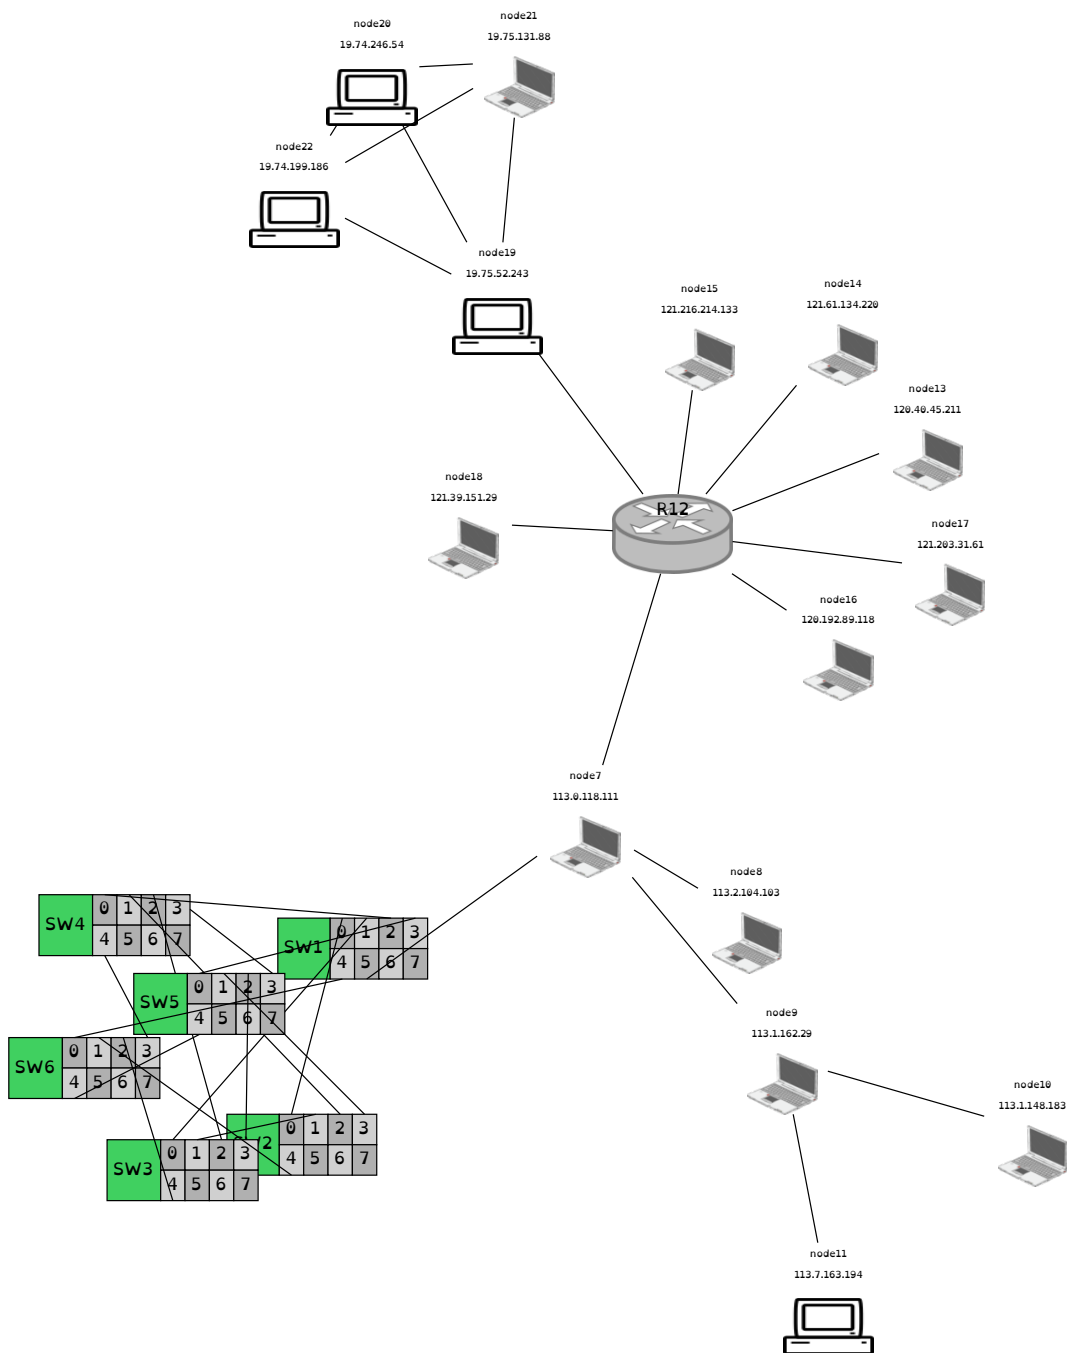 node20
19.74.246.54
node21
19.75.131.88
node22
19.74.199.186
node19
19.75.52.243
node15
121.216.214.133
node14
121.61.134.220
node13
120.40.45.211
node18
121.39.151.29
R12
node17
121.203.31.61
node16
120.192.89.118
node7
113.0.118.111
node8
113.2.104.103
SW4
0 1 2 3
4 5 6 7
SW1
0 1 2 3
4 5 6 7
SW5
0 1 2 3
4 5 6 7
SW6
0 1 2 3
4 5 6 7
node9
113.1.162.29
node10
113.1.148.183
SW2
0 1 2 3
4 5 6 7
SW3
0 1 2 3
4 5 6 7
node11
113.7.163.194